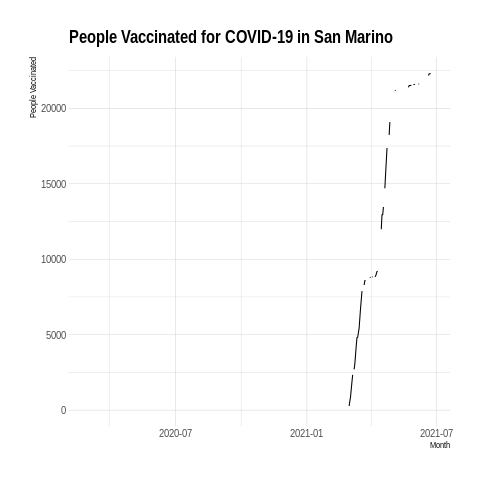 People Vaccinated for COVID-19 in San Marino
People Vaccinated
20000
15000
10000
5000
0
2020-07
2021-01
2021-07
Month